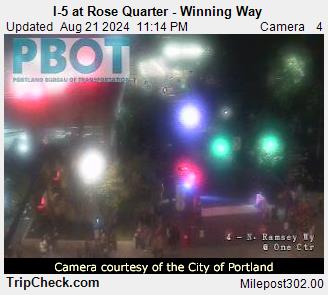 I-5 at Rose Quarter - Winning Way
Updated Aug 21 2024 11:14 PM Camera 4
PBOT
PORTLAND BUREAU OF TRANSPORTATION
4 - N. Ramsey Wy
@ One Ctr
Camera courtesy of the City of Portland
TripCheck.com Milepost302.00